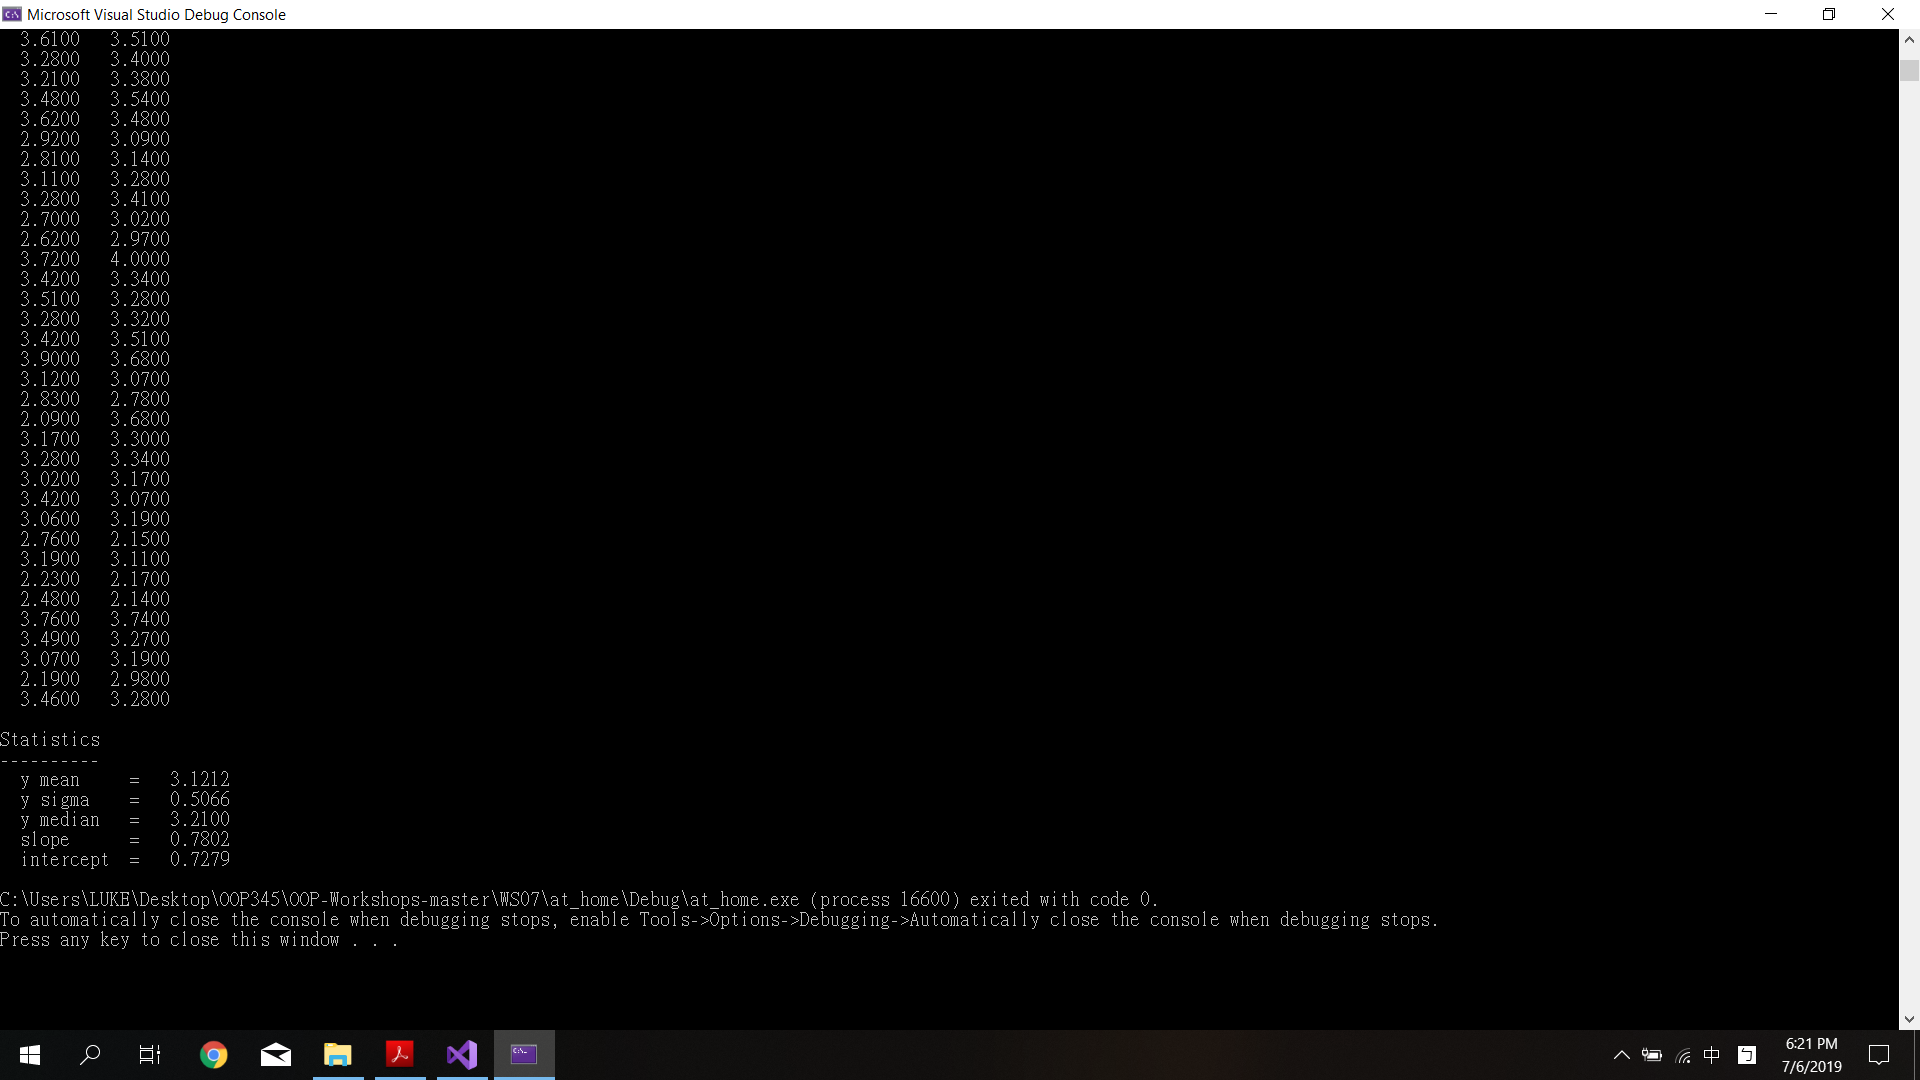 Microsoft Visual Studio Debug Console
3.6100 3.5100
3.2800 3.4000
3.2100 3.3800
3.4800 3.5400
3.6200 3.4800
2.9200 3.0900
2.8100 3.1400
3.1100 3.2800
3.2800 3.4100
2.7000 3.0200
2.6200 2.9700
3.7200 4.0000
3.4200 3.3400
3.5100 3.2800
3.2800 3.3200
3.4200 3.5100
3.9000 3.6800
3.1200 3.0700
2.8300 2.7800
2.0900 3.6800
3.1700 3.3000
3.2800 3.3400
3.0200 3.1700
3.4200 3.0700
3.0600 3.1900
2.7600 2.1500
3.1900 3.1100
2.2300 2.1700
2.4800 2.1400
3.7600 3.7400
3.4900 3.2700
3.0700 3.1900
2.1900 2.9800
3.4600 3.2800
Statistics
----------
y mean = 3.1212
y sigma = 0.5066
y median = 3.2100
slope = 0.7802
intercept = 0.7279
C:\Users\LUKE\Desktop\OOP345\OOP-Workshops-master\WS07\at_home\Debug\at_home.exe (process 16600) exited with code 0.
To automatically close the console when debugging stops, enable Tools->Options->Debugging->Automatically close the console when debugging stops.
Press any key to close this window . . .
中
ㄅ
6:21 PM
7/6/2019